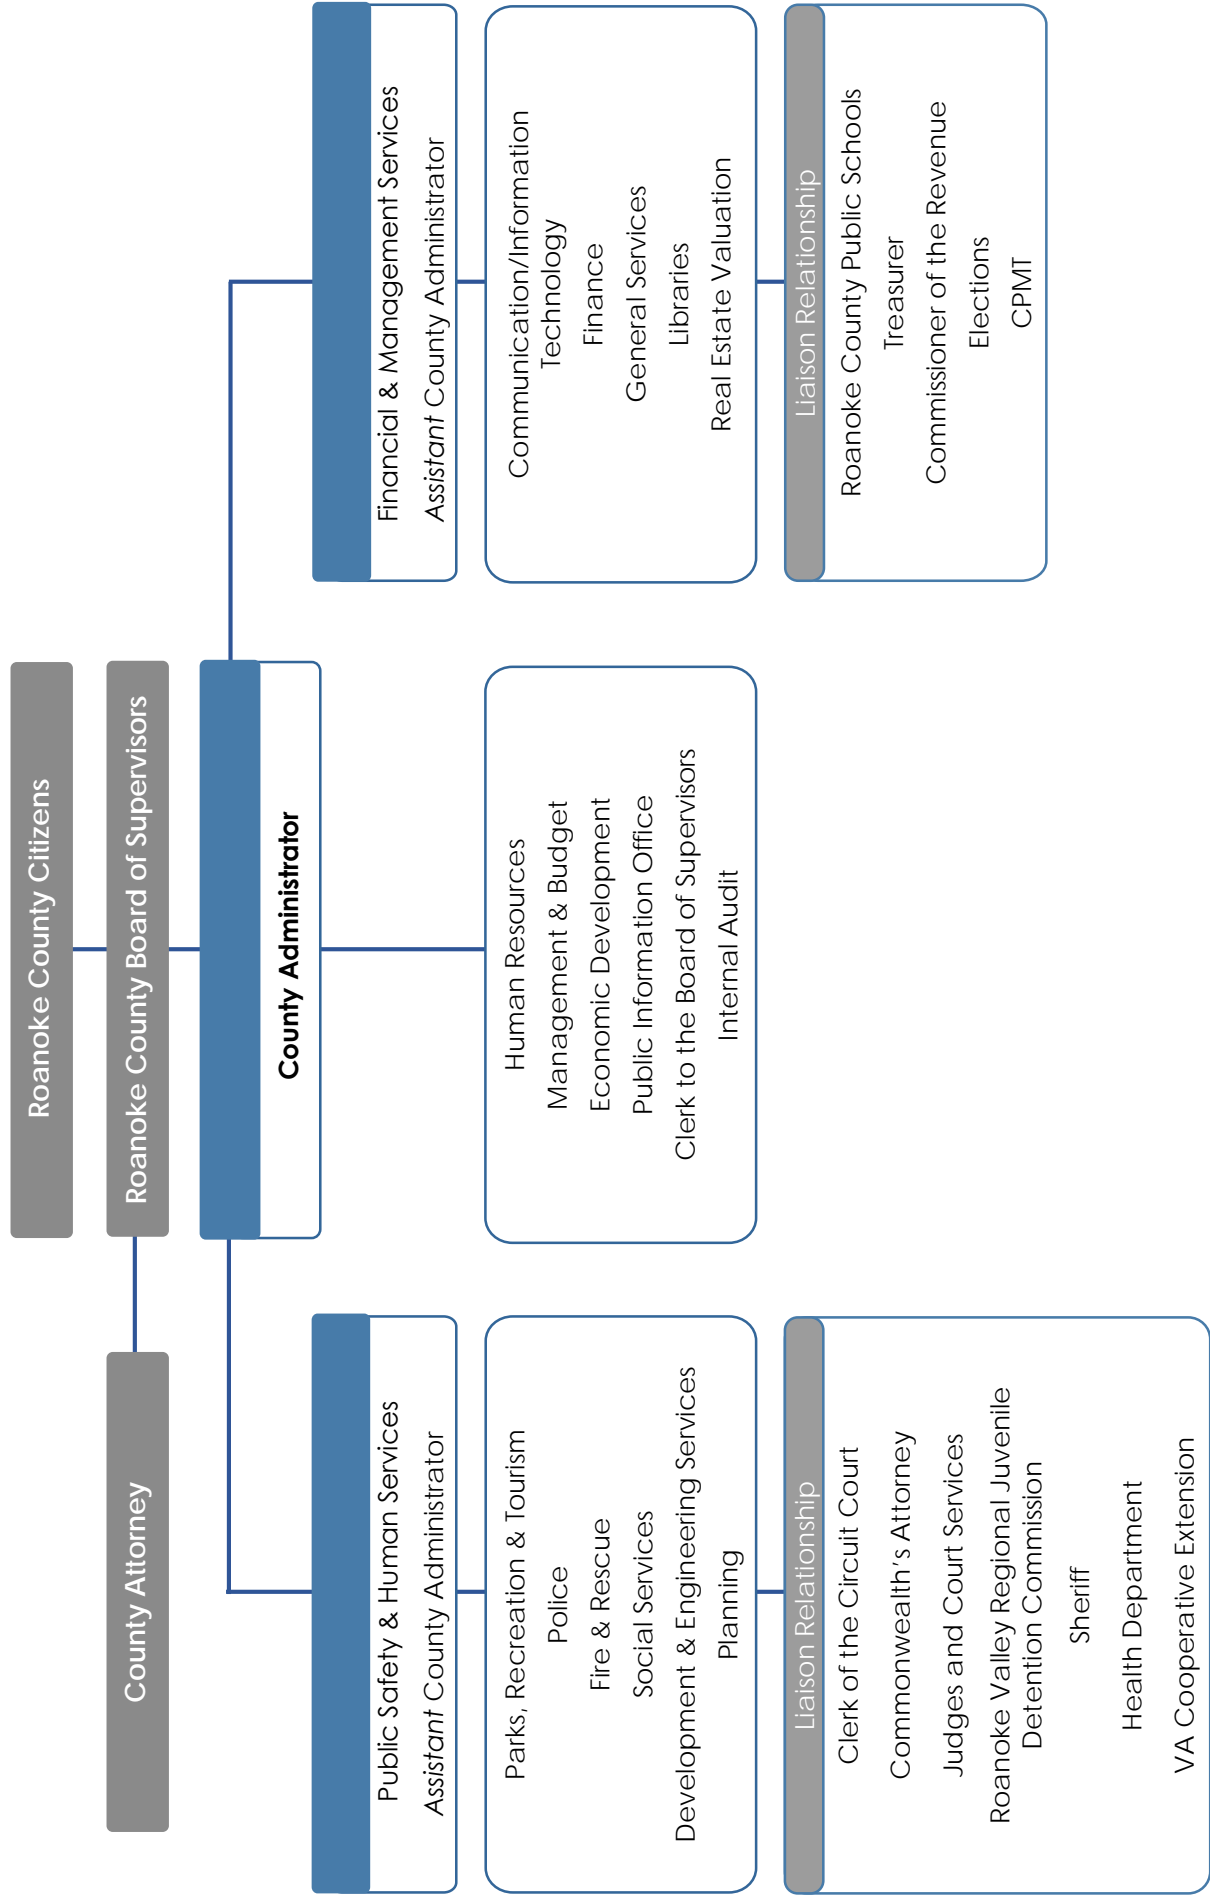 Roanoke County Citizens
County Attorney
Roanoke County Board of Supervisors
County Administrator
Public Safety & Human Services
Assistant County Administrator
Parks, Recreation & Tourism
Police
Fire & Rescue
Social Services
Development & Engineering Services
Planning
Liaison Relationship
Clerk of the Circuit Court
Commonwealth's Attorney
Judges and Court Services
Roanoke Valley Regional Juvenile
Detention Commission
Sheriff
Health Department
VA Cooperative Extension
Human Resources
Management & Budget
Economic Development
Public Information Office
Clerk to the Board of Supervisors
Internal Audit
Financial & Management Services
Assistant County Administrator
Communication/Information
Technology
Finance
General Services
Libraries
Real Estate Valuation
Liaison Relationship
Roanoke County Public Schools
Treasurer
Commissioner of the Revenue
Elections
CPMT